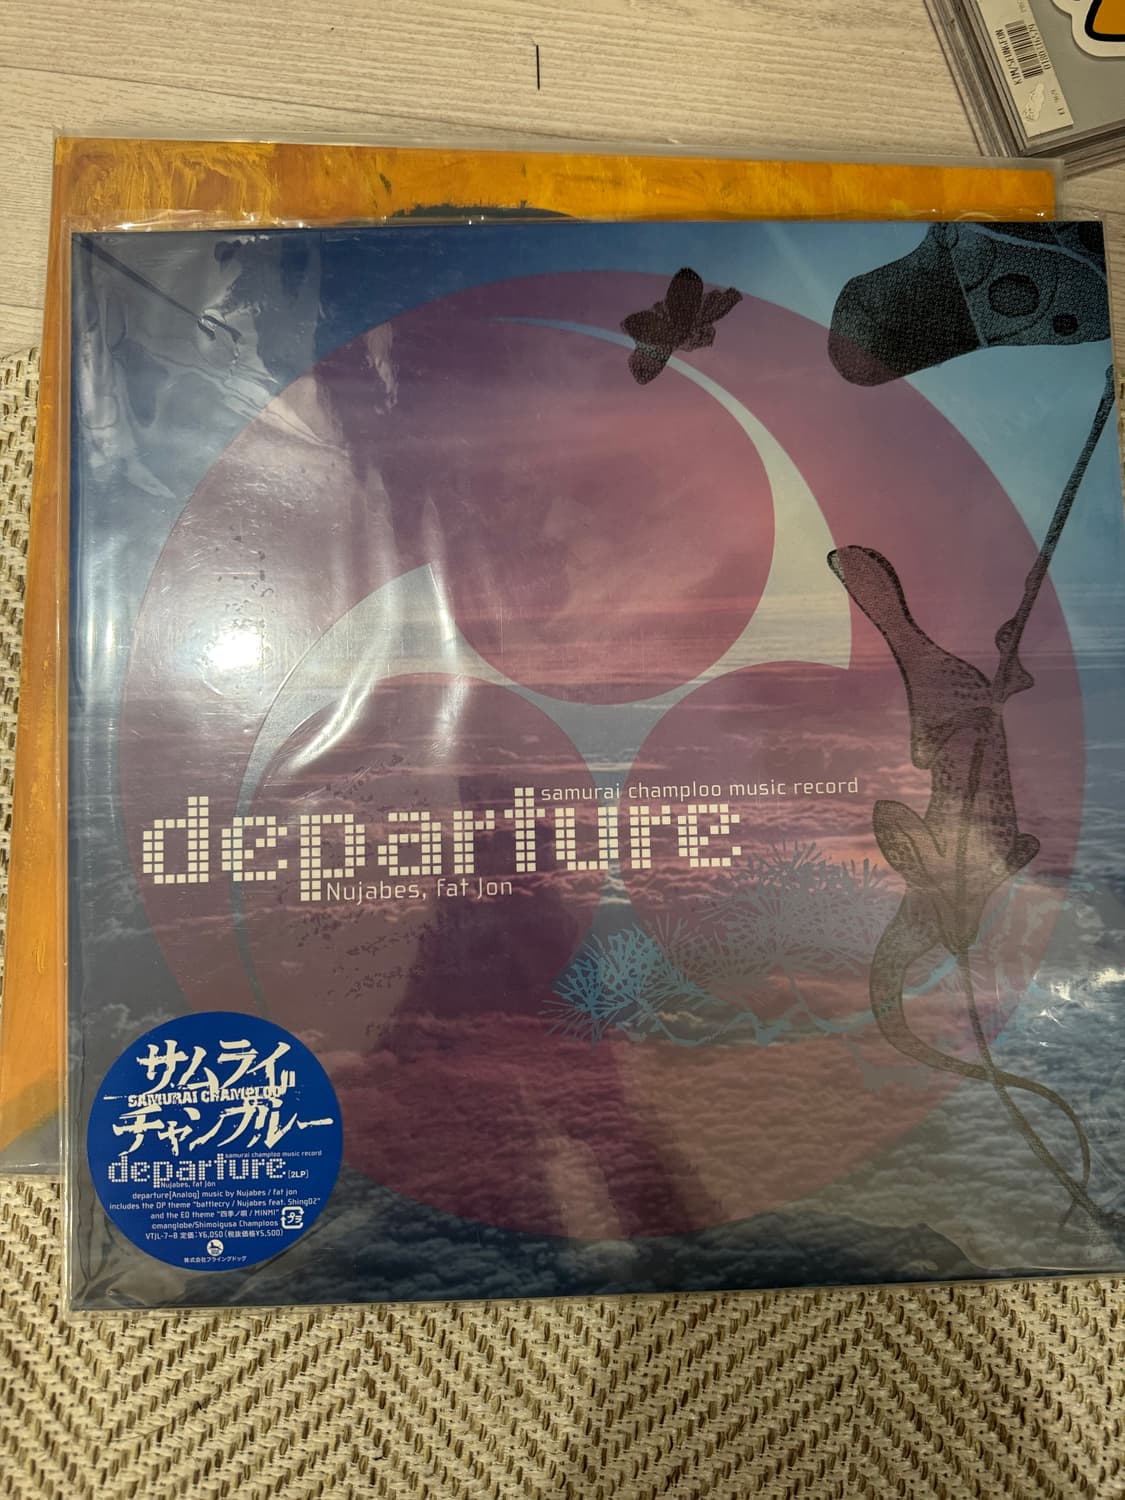 samurai champloo music record
departure
Nujabes, fat Jon
サムライ
SAMURAI CHAMPLOO
チャンプルー
samurai champloo music record
departure [2LP]
Nujabes, fat Jon
departure[Analog] music by Nujabes / fat jon
includes the OP theme "battlecry / Nujabes feat. Shing02"
and the ED theme "四季ノ唄 / MINMI"
©manglobe/Shimoigusa Champloos
プラ
VTJL-7~8 定価:¥6,050(税抜価格¥5,500)
株式会社フライングドッグ